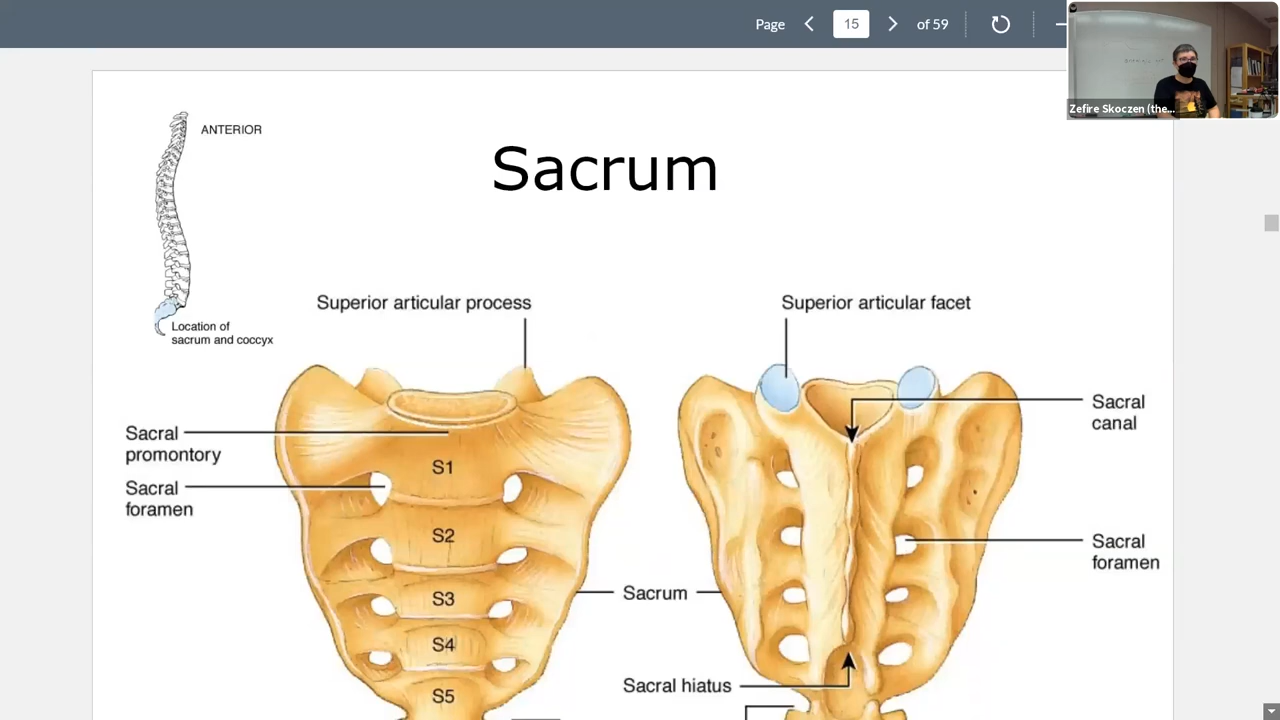 Page 15 of 59
Zefire Skoczen (the...
ANTERIOR
Sacrum
Location of
sacrum and coccyx
Superior articular process
Superior articular facet
Sacral
promontory
Sacral
foramen
S1
S2
S3
S4
S5
Sacrum
Sacral hiatus
Sacral
canal
Sacral
foramen